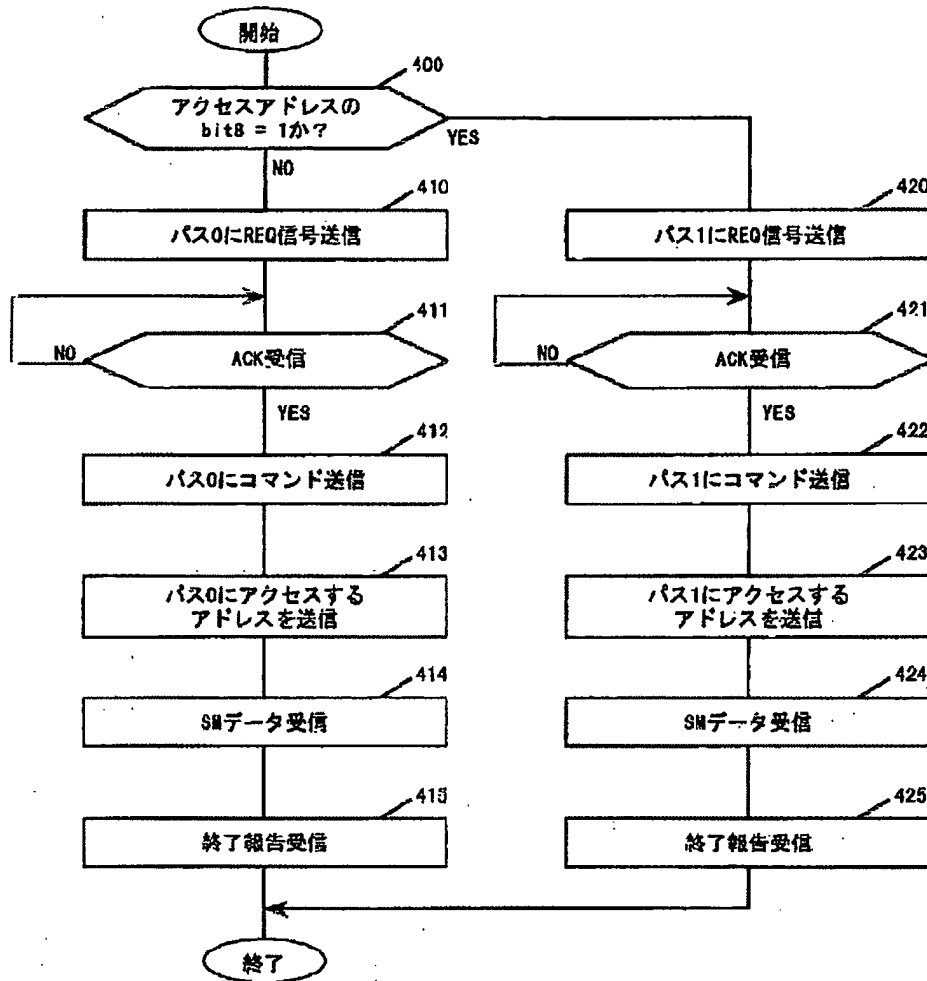 開始
400
アクセスアドレスの
bit8 = 1か?
YES
NO
410
パス0にREQ信号送信
420
パス1にREQ信号送信
411
ACK受信
NO
YES
421
ACK受信
NO
YES
412
パス0にコマンド送信
422
パス1にコマンド送信
413
パス0にアクセスする
アドレスを送信
423
パス1にアクセスする
アドレスを送信
414
SMデータ受信
424
SMデータ受信
415
終了報告受信
425
終了報告受信
終了